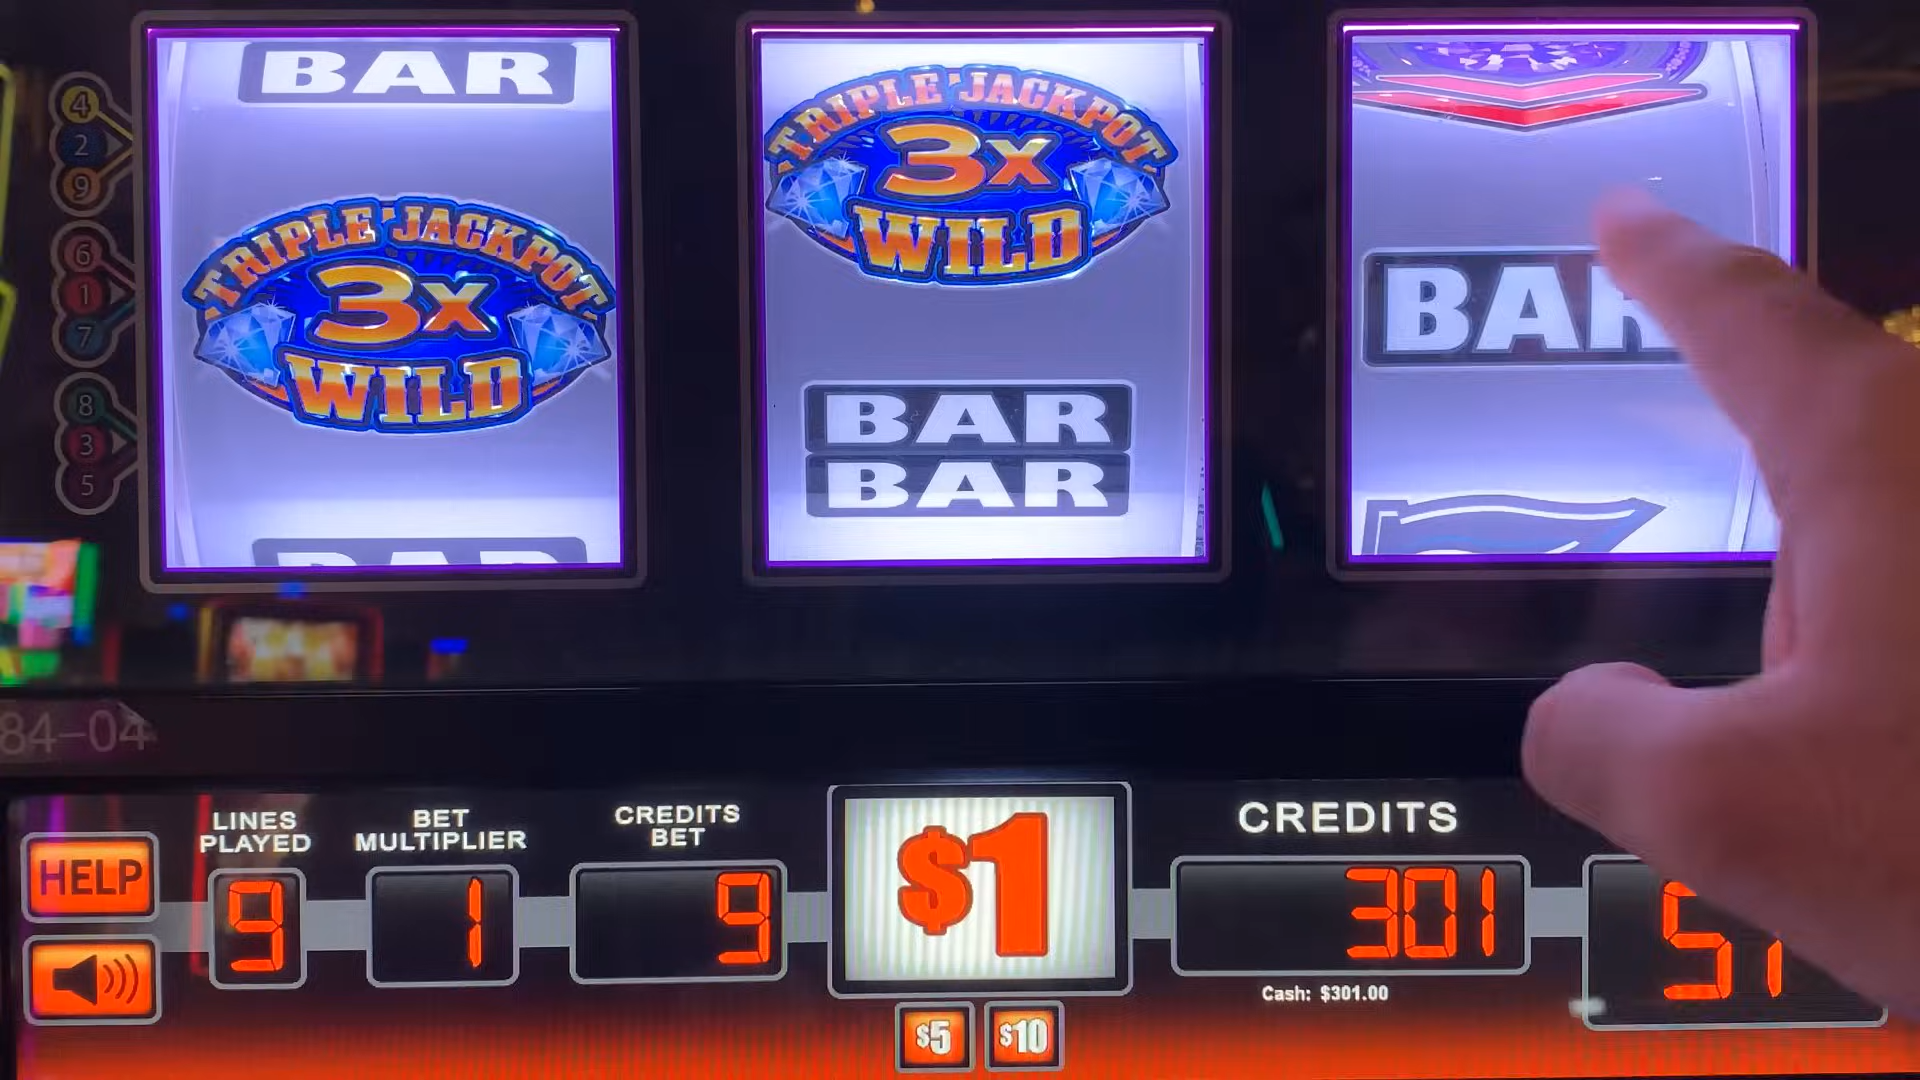 BAR
TRIPLE JACKPOT
3x
WILD
TRIPLE JACKPOT
3x
WILD
BAR
BAR
BAR
4
2
9
6
1
7
8
3
5
84-04
HELP
LINES
PLAYED
9
BET
MULTIPLIER
1
CREDITS
BET
9
$1
$5
$10
CREDITS
301
Cash: $301.00